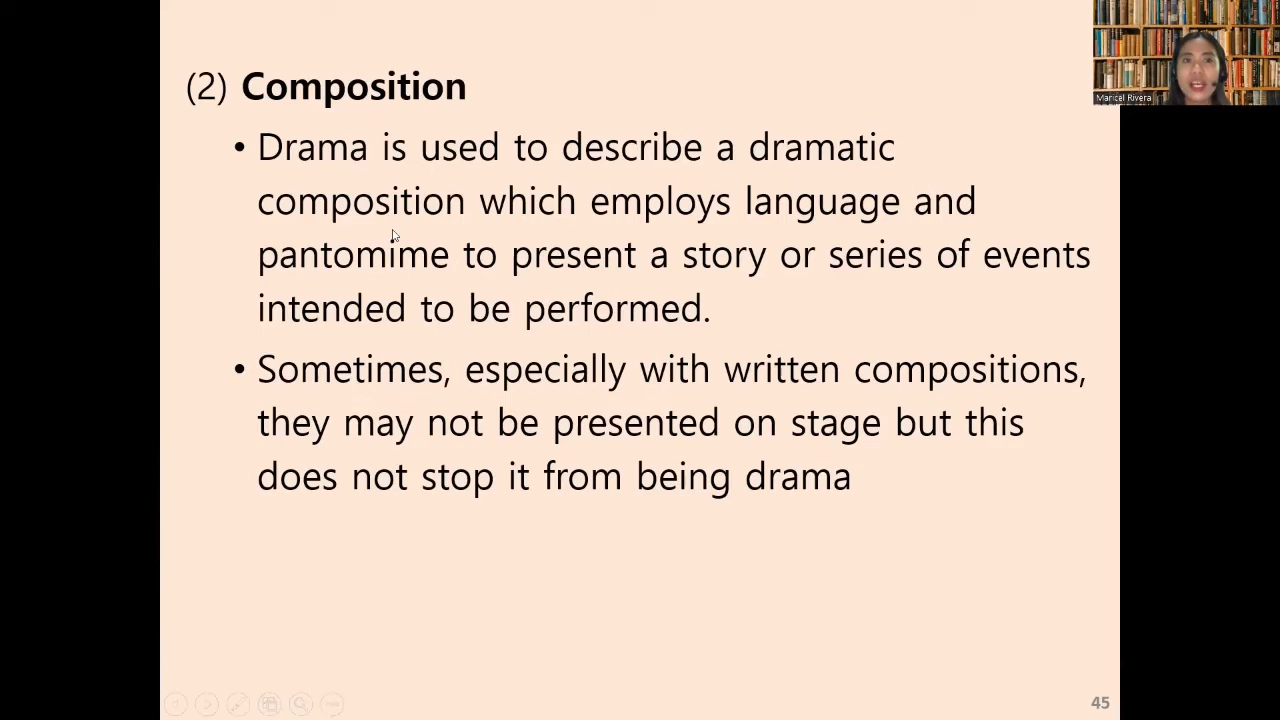 (2) Composition
• Drama is used to describe a dramatic
composition which employs language and
pantomime to present a story or series of events
intended to be performed.
• Sometimes, especially with written compositions,
they may not be presented on stage but this
does not stop it from being drama
Maricel Rivera
45